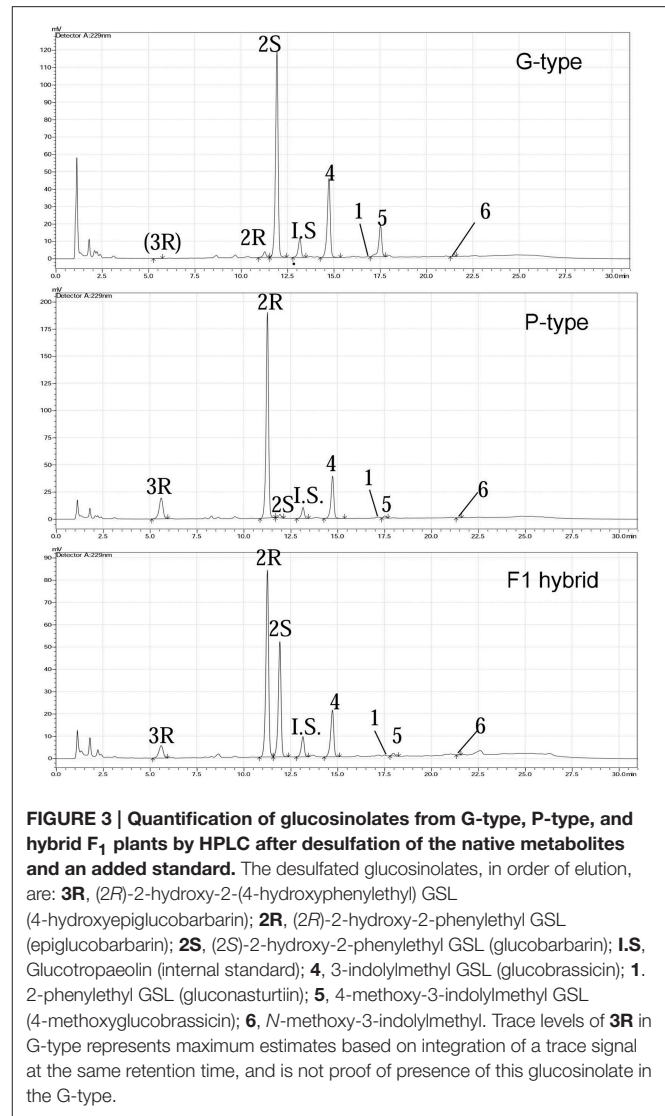 mV
Detector A:229nm
G-type
120
110
100
90
80
70
60
50
40
30
20
10
0
(3R)
2R
2S
I.S
4
1
5
6
0.0 2.5 5.0 7.5 10.0 12.5 15.0 17.5 20.0 22.5 25.0 27.5 30.0 min
mV
Detector A:229nm
P-type
200
175
150
125
100
75
50
25
0
3R
2R
2S
I.S.
4
1
5
6
0.0 2.5 5.0 7.5 10.0 12.5 15.0 17.5 20.0 22.5 25.0 27.5 30.0 min
mV
Detector A:229nm
F1 hybrid
90
80
70
60
50
40
30
20
10
0
3R
2R
2S
I.S.
4
1
5
6
0.0 2.5 5.0 7.5 10.0 12.5 15.0 17.5 20.0 22.5 25.0 27.5 30.0 min
FIGURE 3 | Quantification of glucosinolates from G-type, P-type, and
hybrid F1 plants by HPLC after desulfation of the native metabolites
and an added standard. The desulfated glucosinolates, in order of elution,
are: 3R, (2R)-2-hydroxy-2-(4-hydroxyphenylethyl) GSL
(4-hydroxyepiglucobarbarin); 2R, (2R)-2-hydroxy-2-phenylethyl GSL
(epiglucobarbarin); 2S, (2S)-2-hydroxy-2-phenylethyl GSL (glucobarbarin); I.S,
Glucotropaeolin (internal standard); 4, 3-indolylmethyl GSL (glucobrassicin); 1.
2-phenylethyl GSL (gluconasturtiin); 5, 4-methoxy-3-indolylmethyl GSL
(4-methoxyglucobrassicin); 6, N-methoxy-3-indolylmethyl. Trace levels of 3R in
G-type represents maximum estimates based on integration of a trace signal
at the same retention time, and is not proof of presence of this glucosinolate in
the G-type.